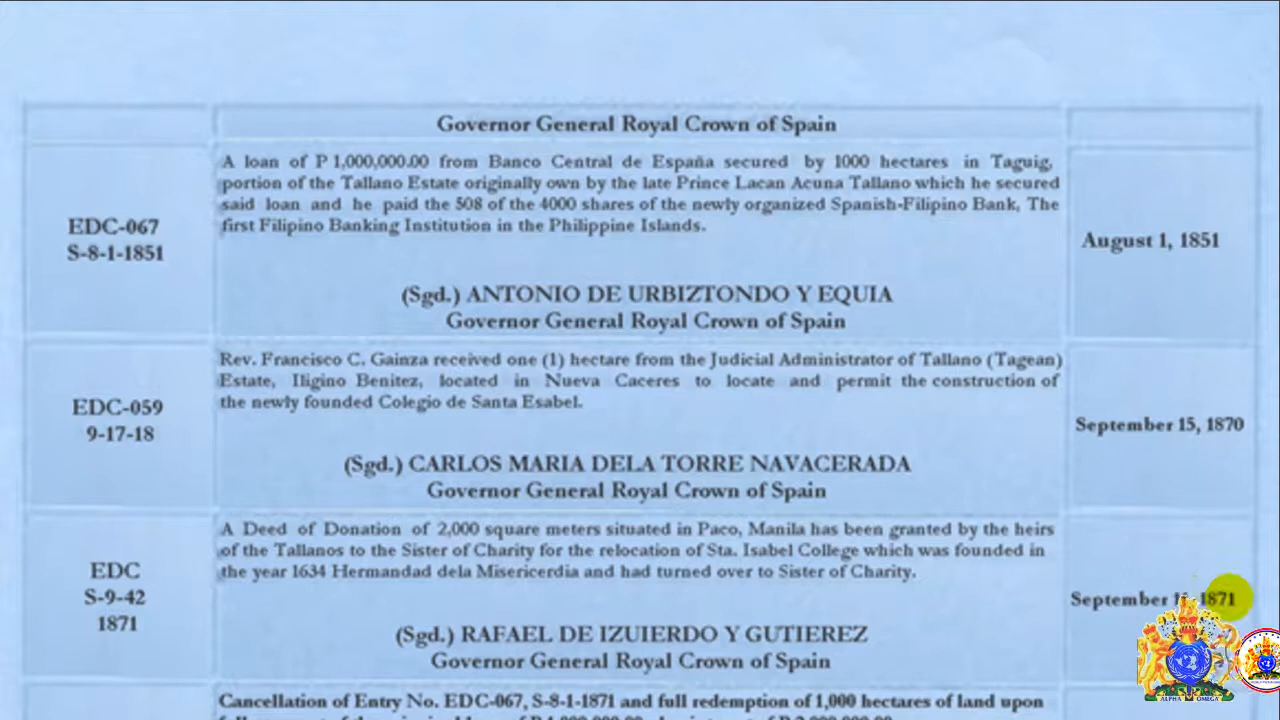 Governor General Royal Crown of Spain
EDC-067
S-8-1-1851
A loan of P 1,000,000.00 from Banco Central de España secured by 1000 hectares in Taguig,
portion of the Tallano Estate originally own by the late Prince Lacan Acuna Tallano which he secured
said loan and he paid the 508 of the 4000 shares of the newly organized Spanish-Filipino Bank, The
first Filipino Banking Institution in the Philippine Islands.
(Sgd.) ANTONIO DE URBIZTONDO Y EQUIA
Governor General Royal Crown of Spain
August 1, 1851
EDC-059
9-17-18
Rev. Francisco C. Gainza received one (1) hectare from the Judicial Administrator of Tallano (Tagean)
Estate, Iligino Benitez, located in Nueva Caceres to locate and permit the construction of
the newly founded Colegio de Santa Esabel.
(Sgd.) CARLOS MARIA DELA TORRE NAVACERADA
Governor General Royal Crown of Spain
September 15, 1870
EDC
S-9-42
1871
A Deed of Donation of 2,000 square meters situated in Paco, Manila has been granted by the heirs
of the Tallanos to the Sister of Charity for the relocation of Sta. Isabel College which was founded in
the year 1634 Hermandad dela Misericerdia and had turned over to Sister of Charity.
(Sgd.) RAFAEL DE IZUIERDO Y GUTIEREZ
Governor General Royal Crown of Spain
September 1871
Cancellation of Entry No. EDC-067, S-8-1-1871 and full redemption of 1,000 hectares of land upon
ALPHA OMEGA